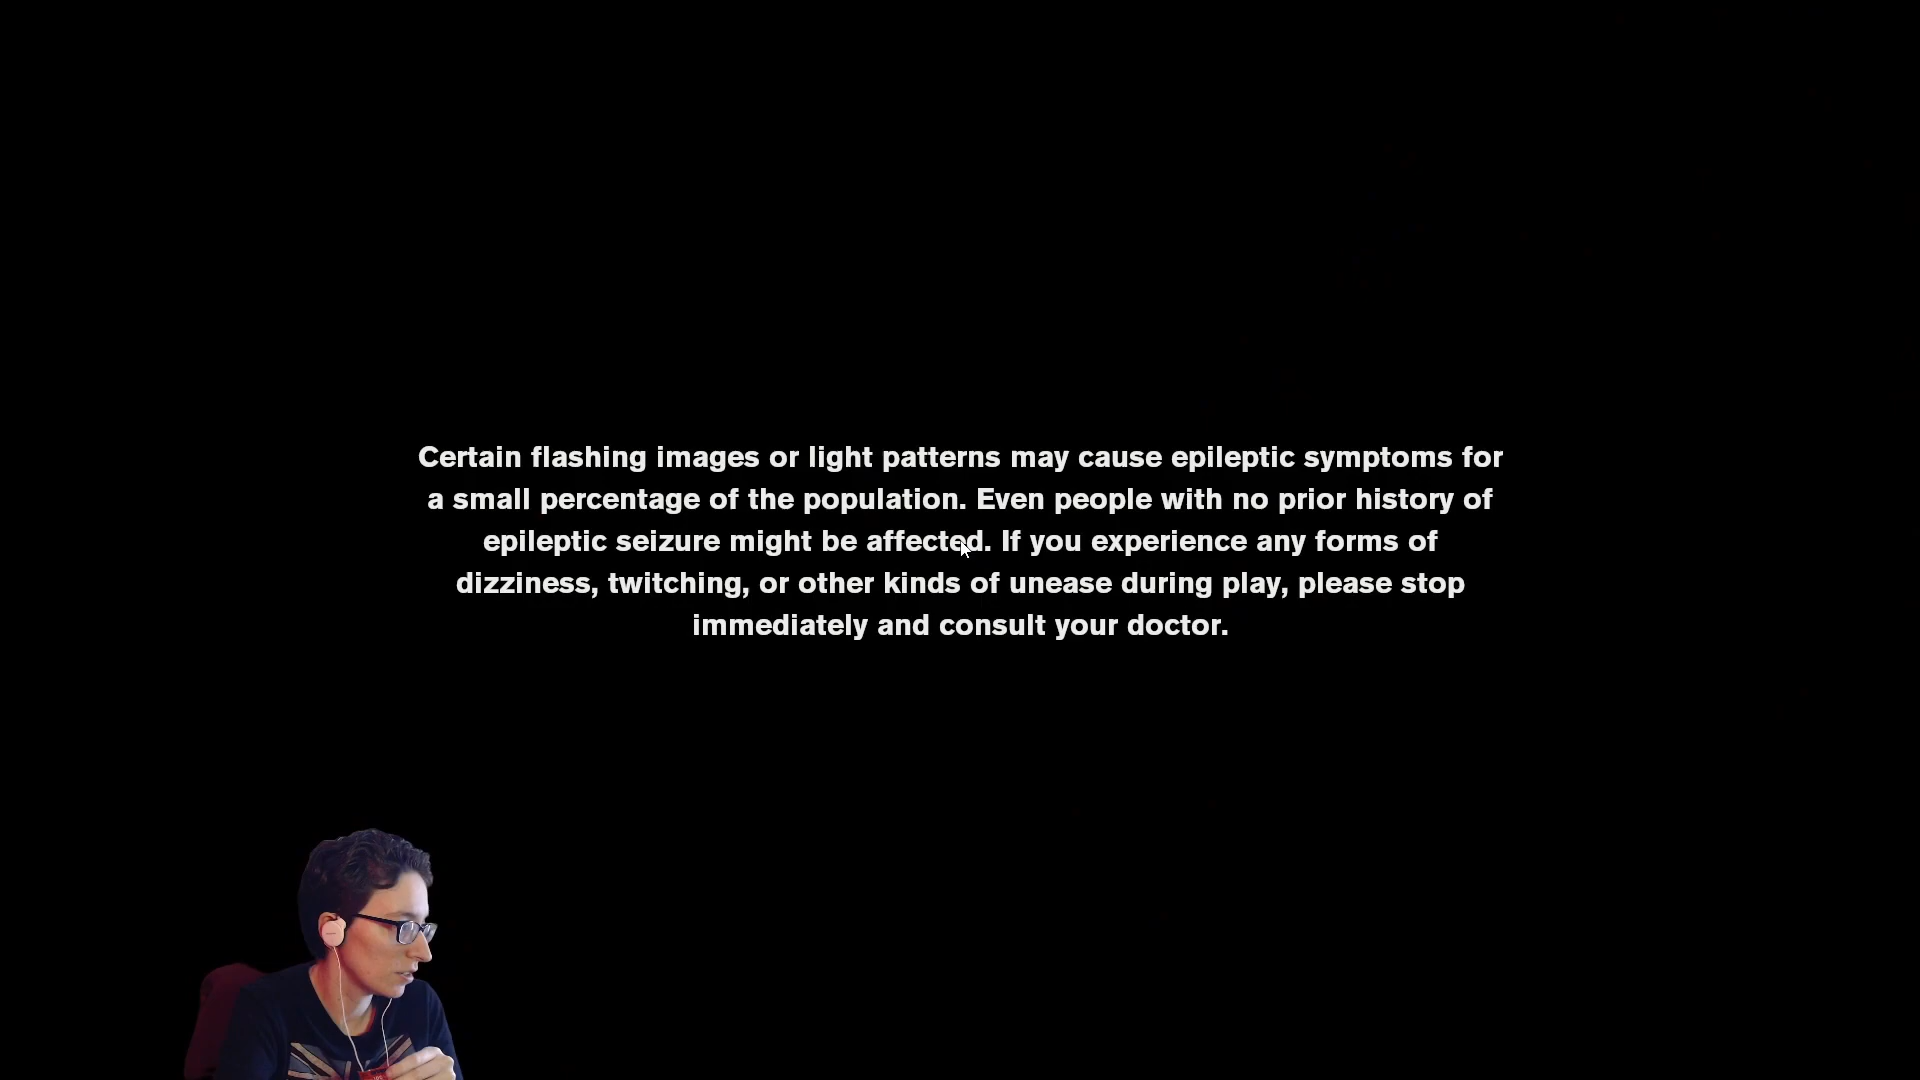 Certain flashing images or light patterns may cause epileptic symptoms for
a small percentage of the population. Even people with no prior history of
epileptic seizure might be affected. If you experience any forms of
dizziness, twitching, or other kinds of unease during play, please stop
immediately and consult your doctor.